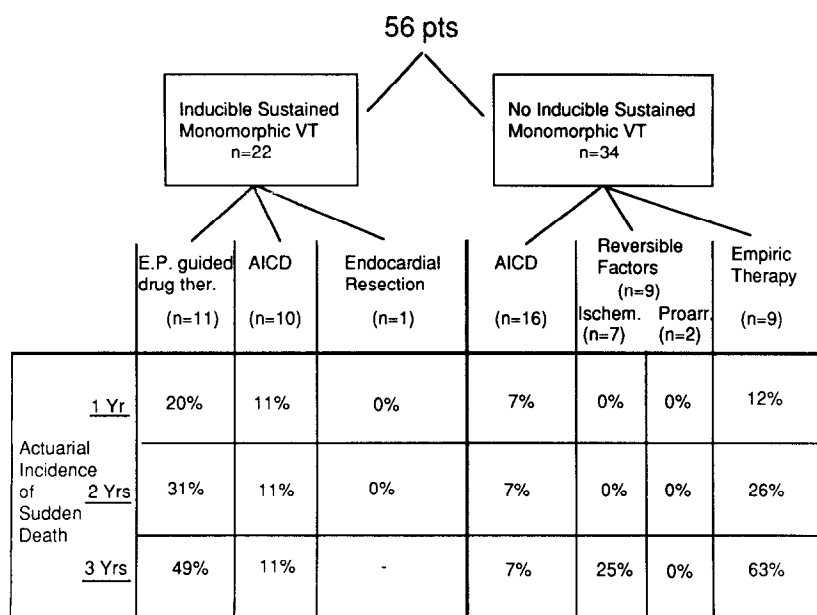 56 pts
Inducible Sustained
Monomorphic VT
n=22
No Inducible Sustained
Monomorphic VT
n=34
E.P. guided
drug ther.
(n=11)
AICD
(n=10)
Endocardial
Resection
(n=1)
AICD
(n=16)
Reversible
Factors
(n=9)
Ischem.
(n=7)
Proarr.
(n=2)
Empiric
Therapy
(n=9)
Actuarial
Incidence
of
Sudden
Death
1 Yr 20% 11% 0% 7% 0% 0% 12%
2 Yrs 31% 11% 0% 7% 0% 0% 26%
3 Yrs 49% 11% - 7% 25% 0% 63%